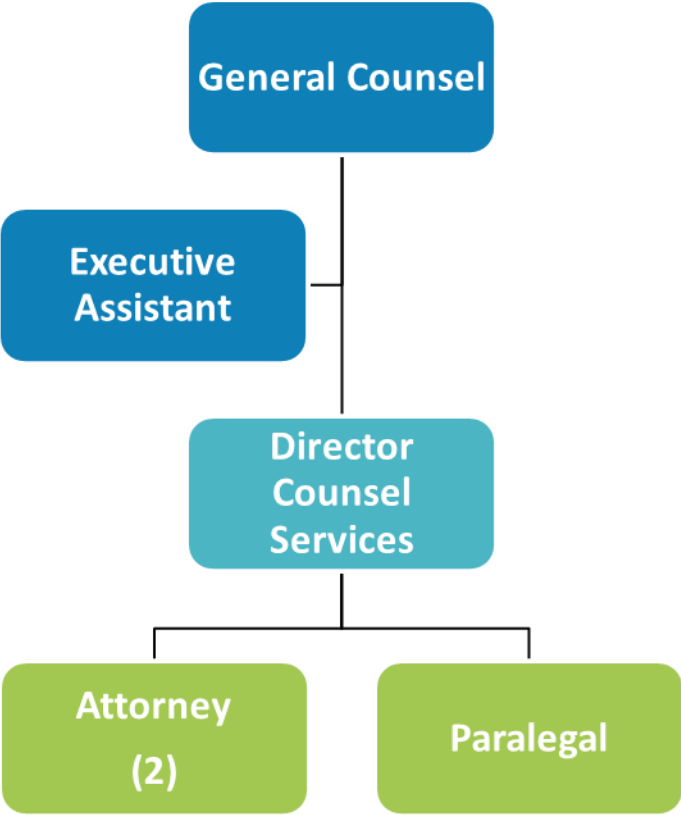 General Counsel
Executive
Assistant
Director
Counsel
Services
Attorney
(2)
Paralegal